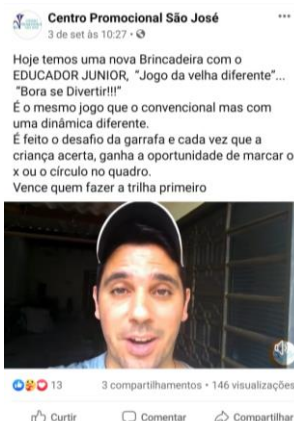 Centro Promocional São José
3 de set às 10:27 •
Hoje temos uma nova Brincadeira com o
EDUCADOR JUNIOR,  "Jogo da velha diferente"...
"Bora se Divertir!!!"
É o mesmo jogo que o convencional mas com
uma dinâmica diferente.
É feito o desafio da garrafa e cada vez que a
criança acerta, ganha a oportunidade de marcar o
x ou o círculo no quadro.
Vence quem fazer a trilha primeiro
13
3 compartilhamentos • 146 visualizações
Curtir
Comentar
Compartilhar